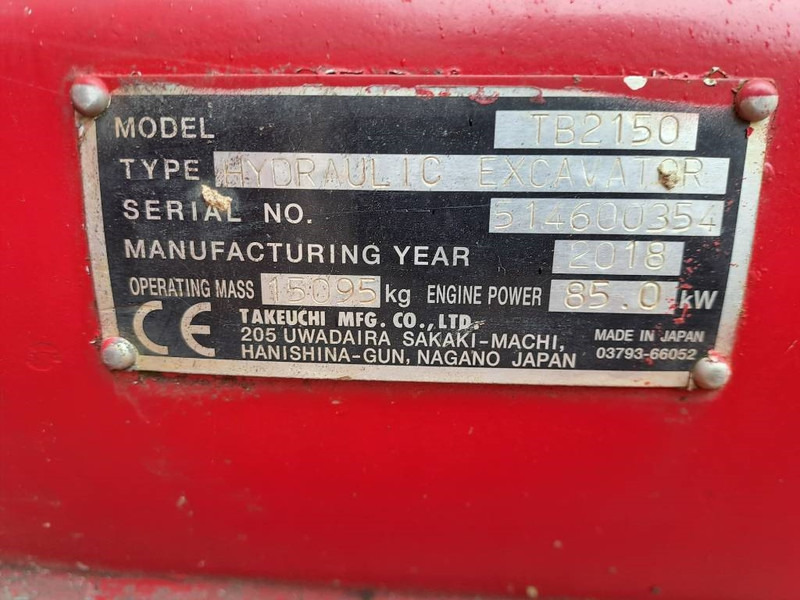 MODEL TB2150
TYPE HYDRAULIC EXCAVATOR
SERIAL NO. 514600354
MANUFACTURING YEAR 2018
OPERATING MASS 15095 kg ENGINE POWER 85.0 kW
CE TAKEUCHI MFG. CO., LTD.
205 UWADAIRA SAKAKI-MACHI, MADE IN JAPAN
HANISHINA-GUN, NAGANO JAPAN 03793-66052